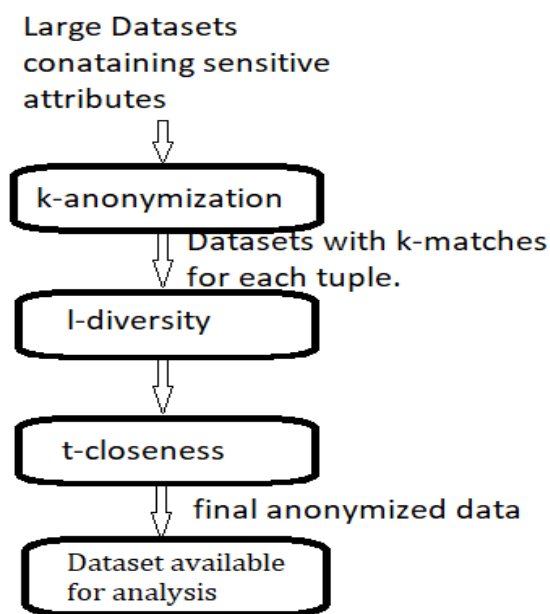 Large Datasets
conataining sensitive
attributes
k-anonymization
Datasets with k-matches
for each tuple.
l-diversity
t-closeness
final anonymized data
Dataset available
for analysis